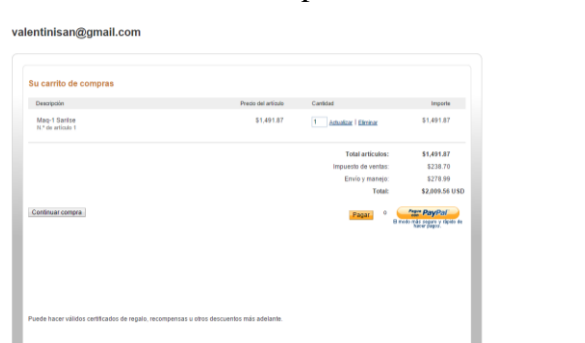 valentinisan@gmail.com
Su carrito de compras
Descripción Precio del artículo Cantidad Importe
Maq-1 Sanise $1,491.87 1 Actualizar | Eliminar $1,491.87
N.º de artículo 1
Total artículos: $1,491.87
Impuesto de ventas: $238.70
Envío y manejo: $278.99
Total: $2,009.56 USD
Continuar compra Pagar o PayPal
Puede hacer válidos certificados de regalo, recompensas u otros descuentos más adelante.